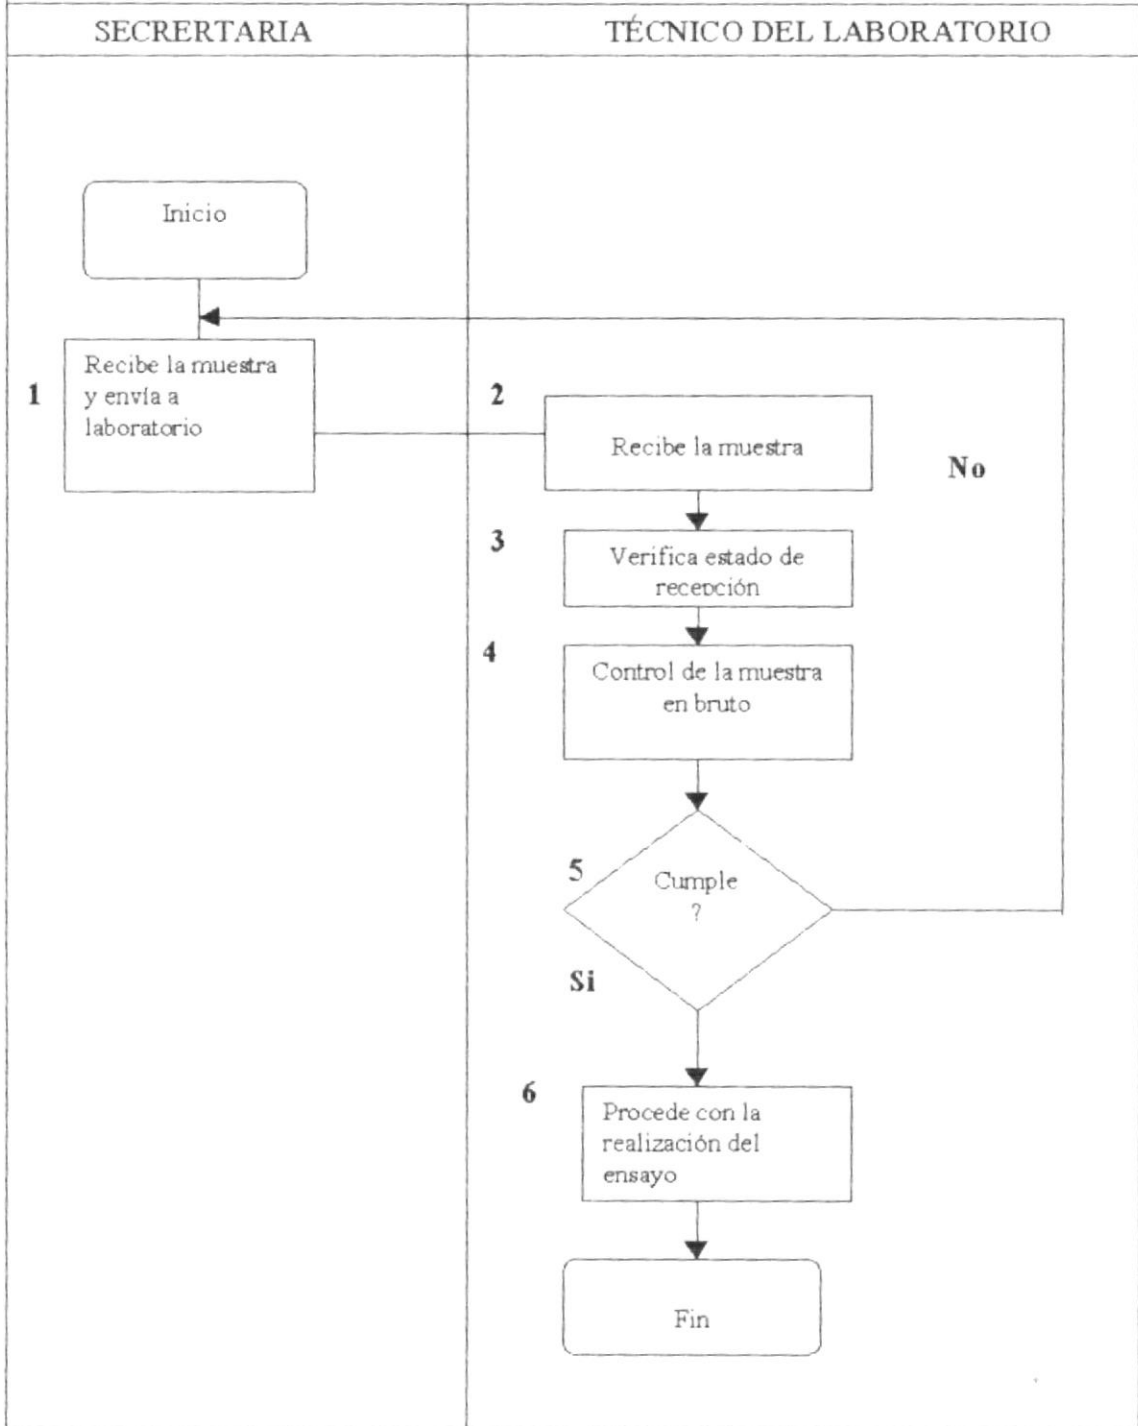 SECRERTARIA
TÉCNICO DEL LABORATORIO
Inicio
1
Recibe la muestra
y envía a
laboratorio
2
Recibe la muestra
No
3
Verifica estado de
recepción
4
Control de la muestra
en bruto
5
Cumple
?
Si
6
Procede con la
realización del
ensayo
Fin